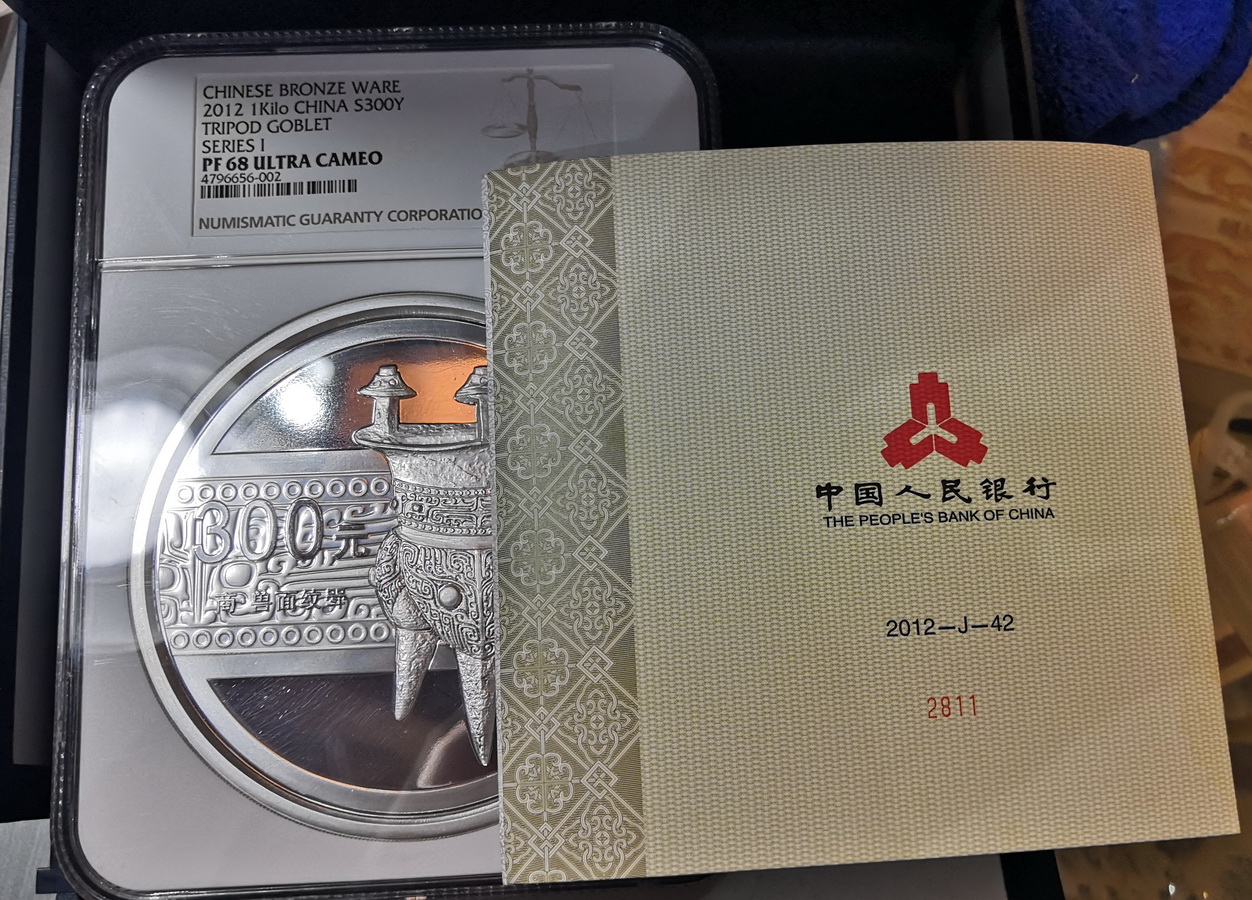 CHINESE BRONZE WARE
2012 1Kilo CHINA S300Y
TRIPOD GOBLET
SERIES I
PF 68 ULTRA CAMEO
4796656-002
NUMISMATIC GUARANTY CORPORATIO
300元
商 兽面纹斝
中国人民银行
THE PEOPLE'S BANK OF CHINA
2012—J—42
2811